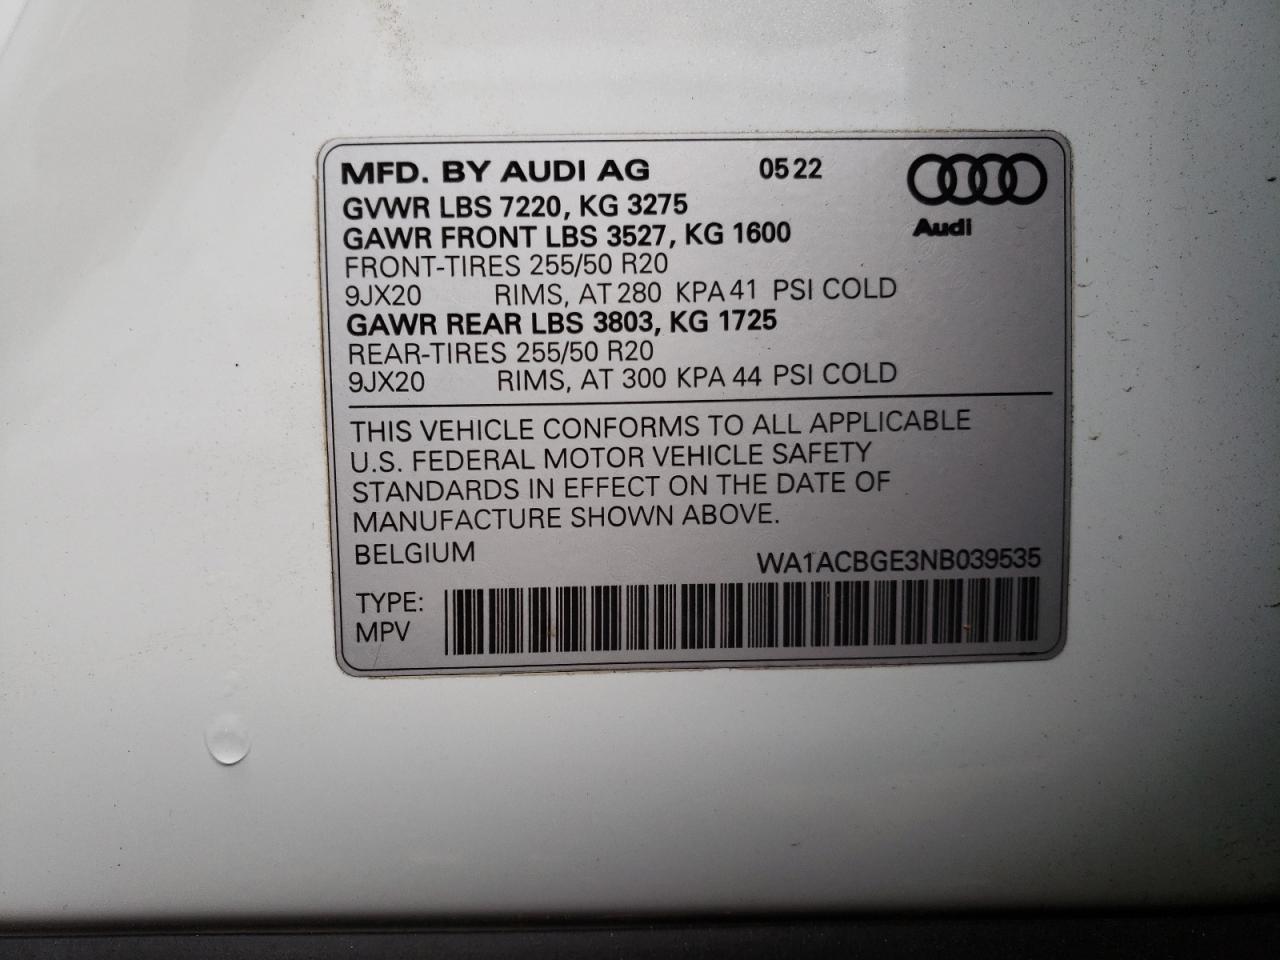 MFD. BY AUDI AG 0522
GVWR LBS 7220, KG 3275
GAWR FRONT LBS 3527, KG 1600
Audi
FRONT-TIRES 255/50 R20
9JX20 RIMS, AT 280 KPA 41 PSI COLD
GAWR REAR LBS 3803, KG 1725
REAR-TIRES 255/50 R20
9JX20 RIMS, AT 300 KPA 44 PSI COLD
THIS VEHICLE CONFORMS TO ALL APPLICABLE
U.S. FEDERAL MOTOR VEHICLE SAFETY
STANDARDS IN EFFECT ON THE DATE OF
MANUFACTURE SHOWN ABOVE.
BELGIUM WA1ACBGE3NB039535
TYPE:
MPV